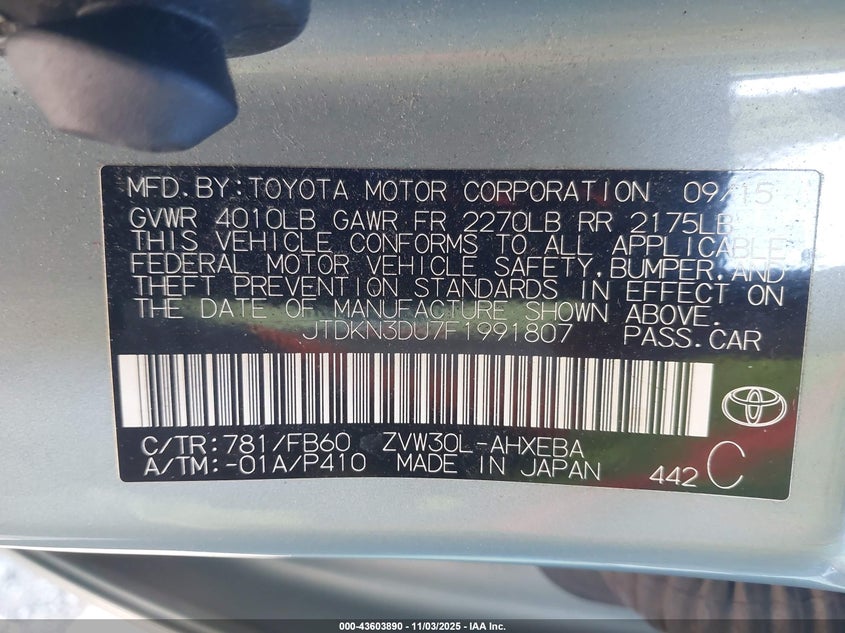 MFD.BY:TOYOTA MOTOR CORPORATION 09/15
GVWR 4010LB GAWR FR 2270LB RR 2175LB
THIS VEHICLE CONFORMS TO ALL APPLICABLE
FEDERAL MOTOR VEHICLE SAFETY,BUMPER,AND
THEFT PREVENTION STANDARDS IN EFFECT ON
THE DATE OF MANUFACTURE SHOWN ABOVE.
JTDKN3DU7F1991807 PASS.CAR
C/TR:781/FB60 ZVW30L-AHXEBA
A/TM:-01A/P410 MADE IN JAPAN 442 C
000-43603890 - 11/03/2025 - IAA Inc.